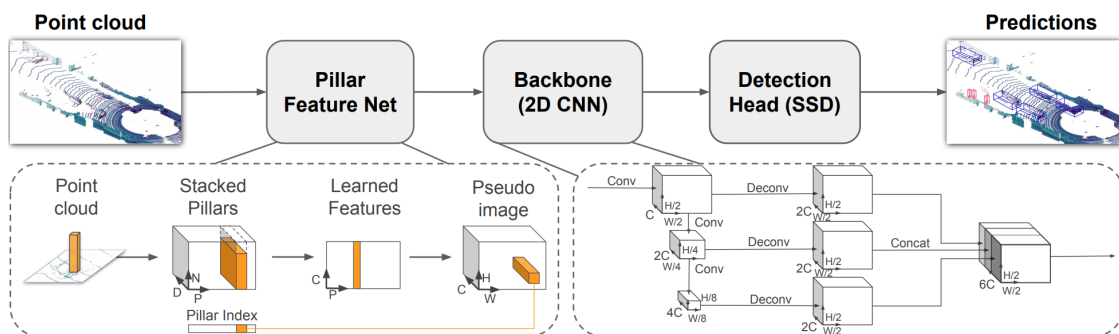 Point cloud
Predictions
Pillar
Feature Net
Backbone
(2D CNN)
Detection
Head (SSD)
Point
cloud
Stacked
Pillars
Learned
Features
Pseudo
image
N
D
P
C
P
H
C
W
Pillar Index
Conv
H/2
C
W/2
Deconv
H/2
2C
W/2
Conv
H/4
2C
W/4
Deconv
H/2
2C
W/2
Concat
Conv
H/8
4C
W/8
Deconv
H/2
2C
W/2
H/2
6C
W/2